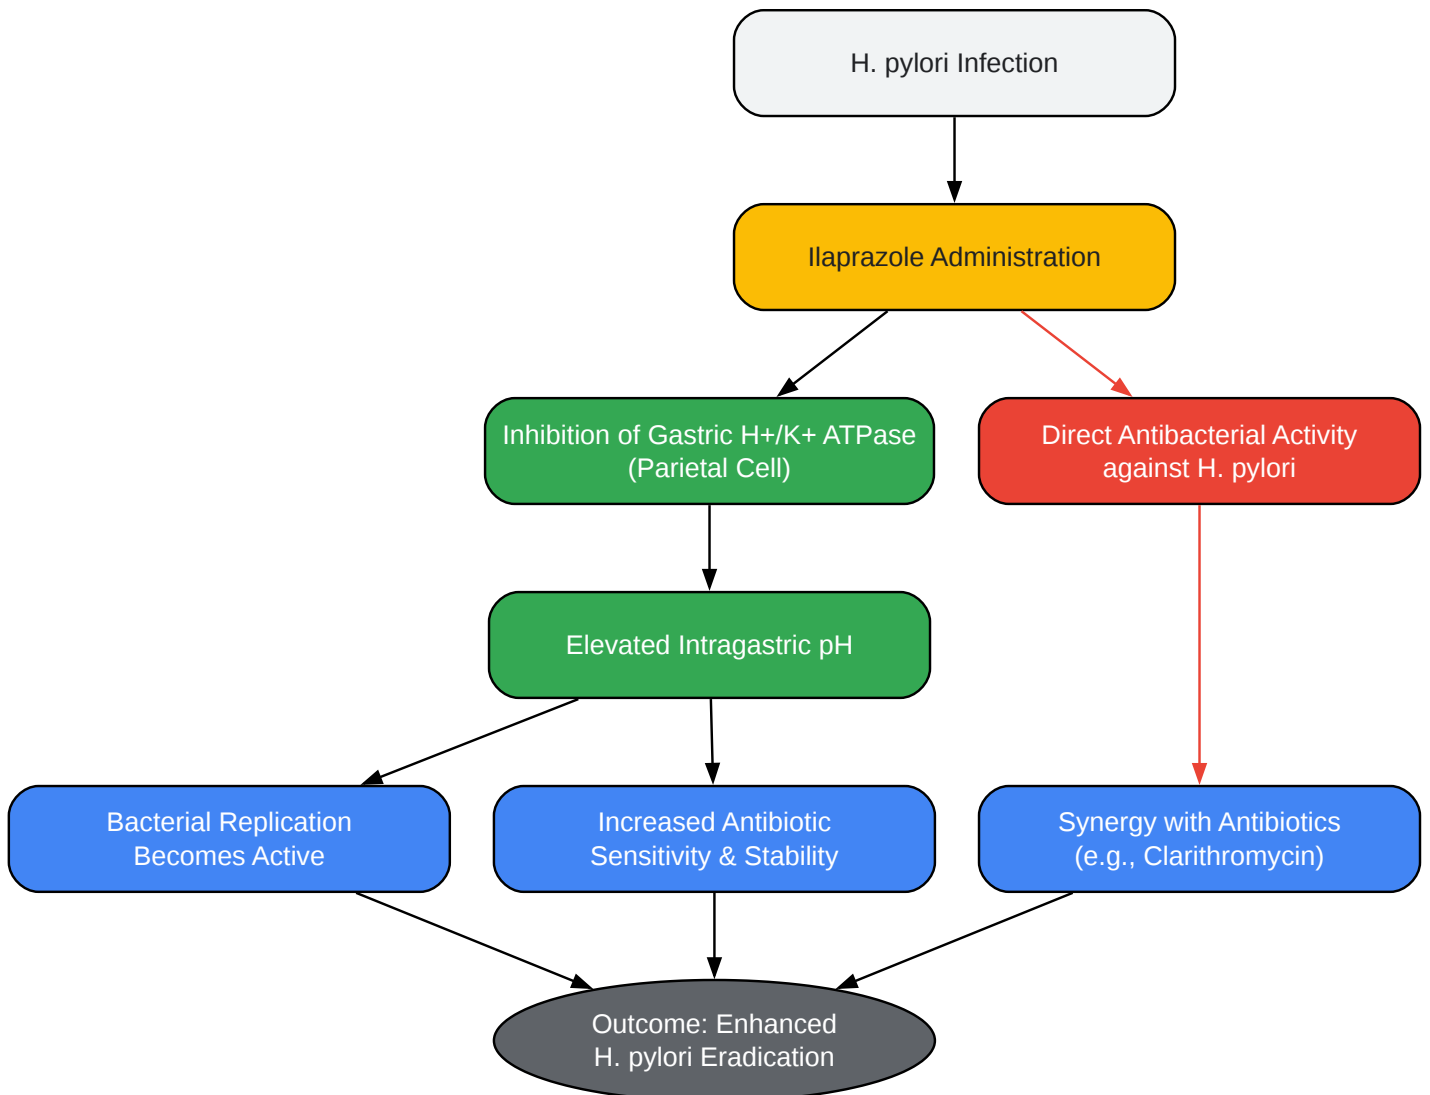 H. pylori Infection
Ilaprazole Administration
Inhibition of Gastric H+/K+ ATPase
(Parietal Cell)
Direct Antibacterial Activity
against H. pylori
Elevated Intragastric pH
Bacterial Replication
Becomes Active
Increased Antibiotic
Sensitivity & Stability
Synergy with Antibiotics
(e.g., Clarithromycin)
Outcome: Enhanced
H. pylori Eradication